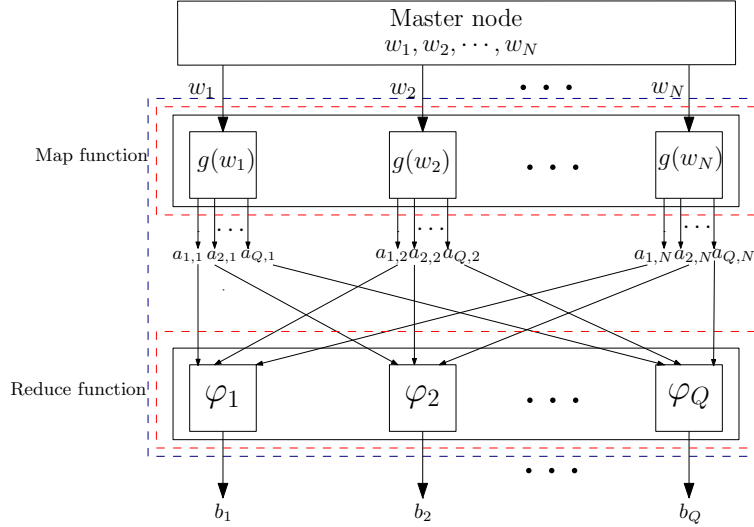 Master node
w_1, w_2, ⋯, w_N
w_1 w_2 ⋯ w_N
Map function
g(w_1) g(w_2) ⋯ g(w_N)
⋯ ⋯ ⋯
a_{1,1} a_{2,1} a_{Q,1} a_{1,2} a_{2,2} a_{Q,2} a_{1,N} a_{2,N} a_{Q,N}
Reduce function
φ_1 φ_2 ⋯ φ_Q
⋯
b_1 b_2 b_Q